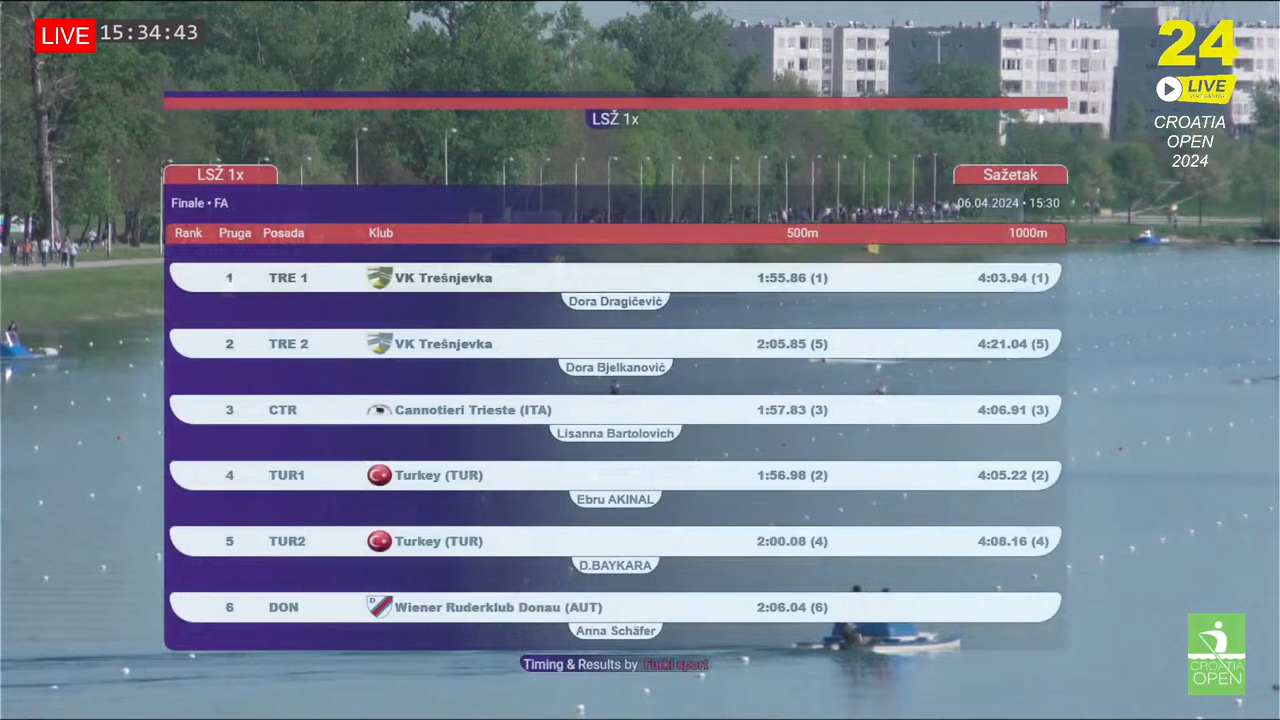 LIVE 15:34:43
24
LIVE
CROATIA
OPEN
2024
LSŽ 1x
LSŽ 1x Sažetak
Finale • FA 06.04.2024 • 15:30
Rank Pruga Posada Klub 500m 1000m
1 TRE 1 VK Trešnjevka 1:55.86 (1) 4:03.94 (1)
Dora Dragičević
2 TRE 2 VK Trešnjevka 2:05.85 (5) 4:21.04 (5)
Dora Bjelkanović
3 CTR Cannotieri Trieste (ITA) 1:57.83 (3) 4:06.91 (3)
Lisanna Bartolovich
4 TUR1 Turkey (TUR) 1:56.98 (2) 4:05.22 (2)
Ebru AKINAL
5 TUR2 Turkey (TUR) 2:00.08 (4) 4:08.16 (4)
D.BAYKARA
6 DON Wiener Ruderklub Donau (AUT) 2:06.04 (6)
Anna Schäfer
Timing & Results by Furki sport
CROATIA
OPEN